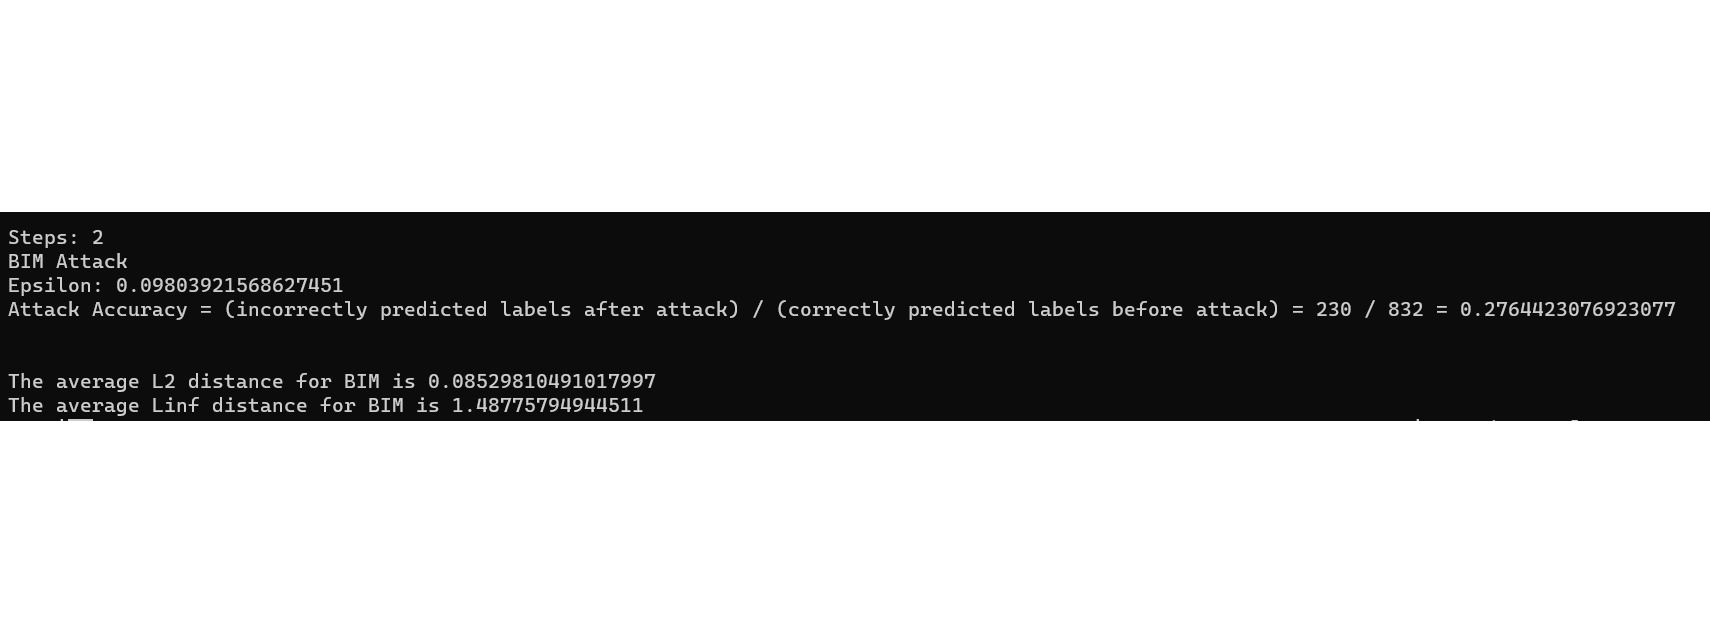 Steps: 2
BIM Attack
Epsilon: 0.09803921568627451
Attack Accuracy = (incorrectly predicted labels after attack) / (correctly predicted labels before attack) = 230 / 832 = 0.2764423076923077
The average L2 distance for BIM is 0.08529810491017997
The average Linf distance for BIM is 1.48775794944511